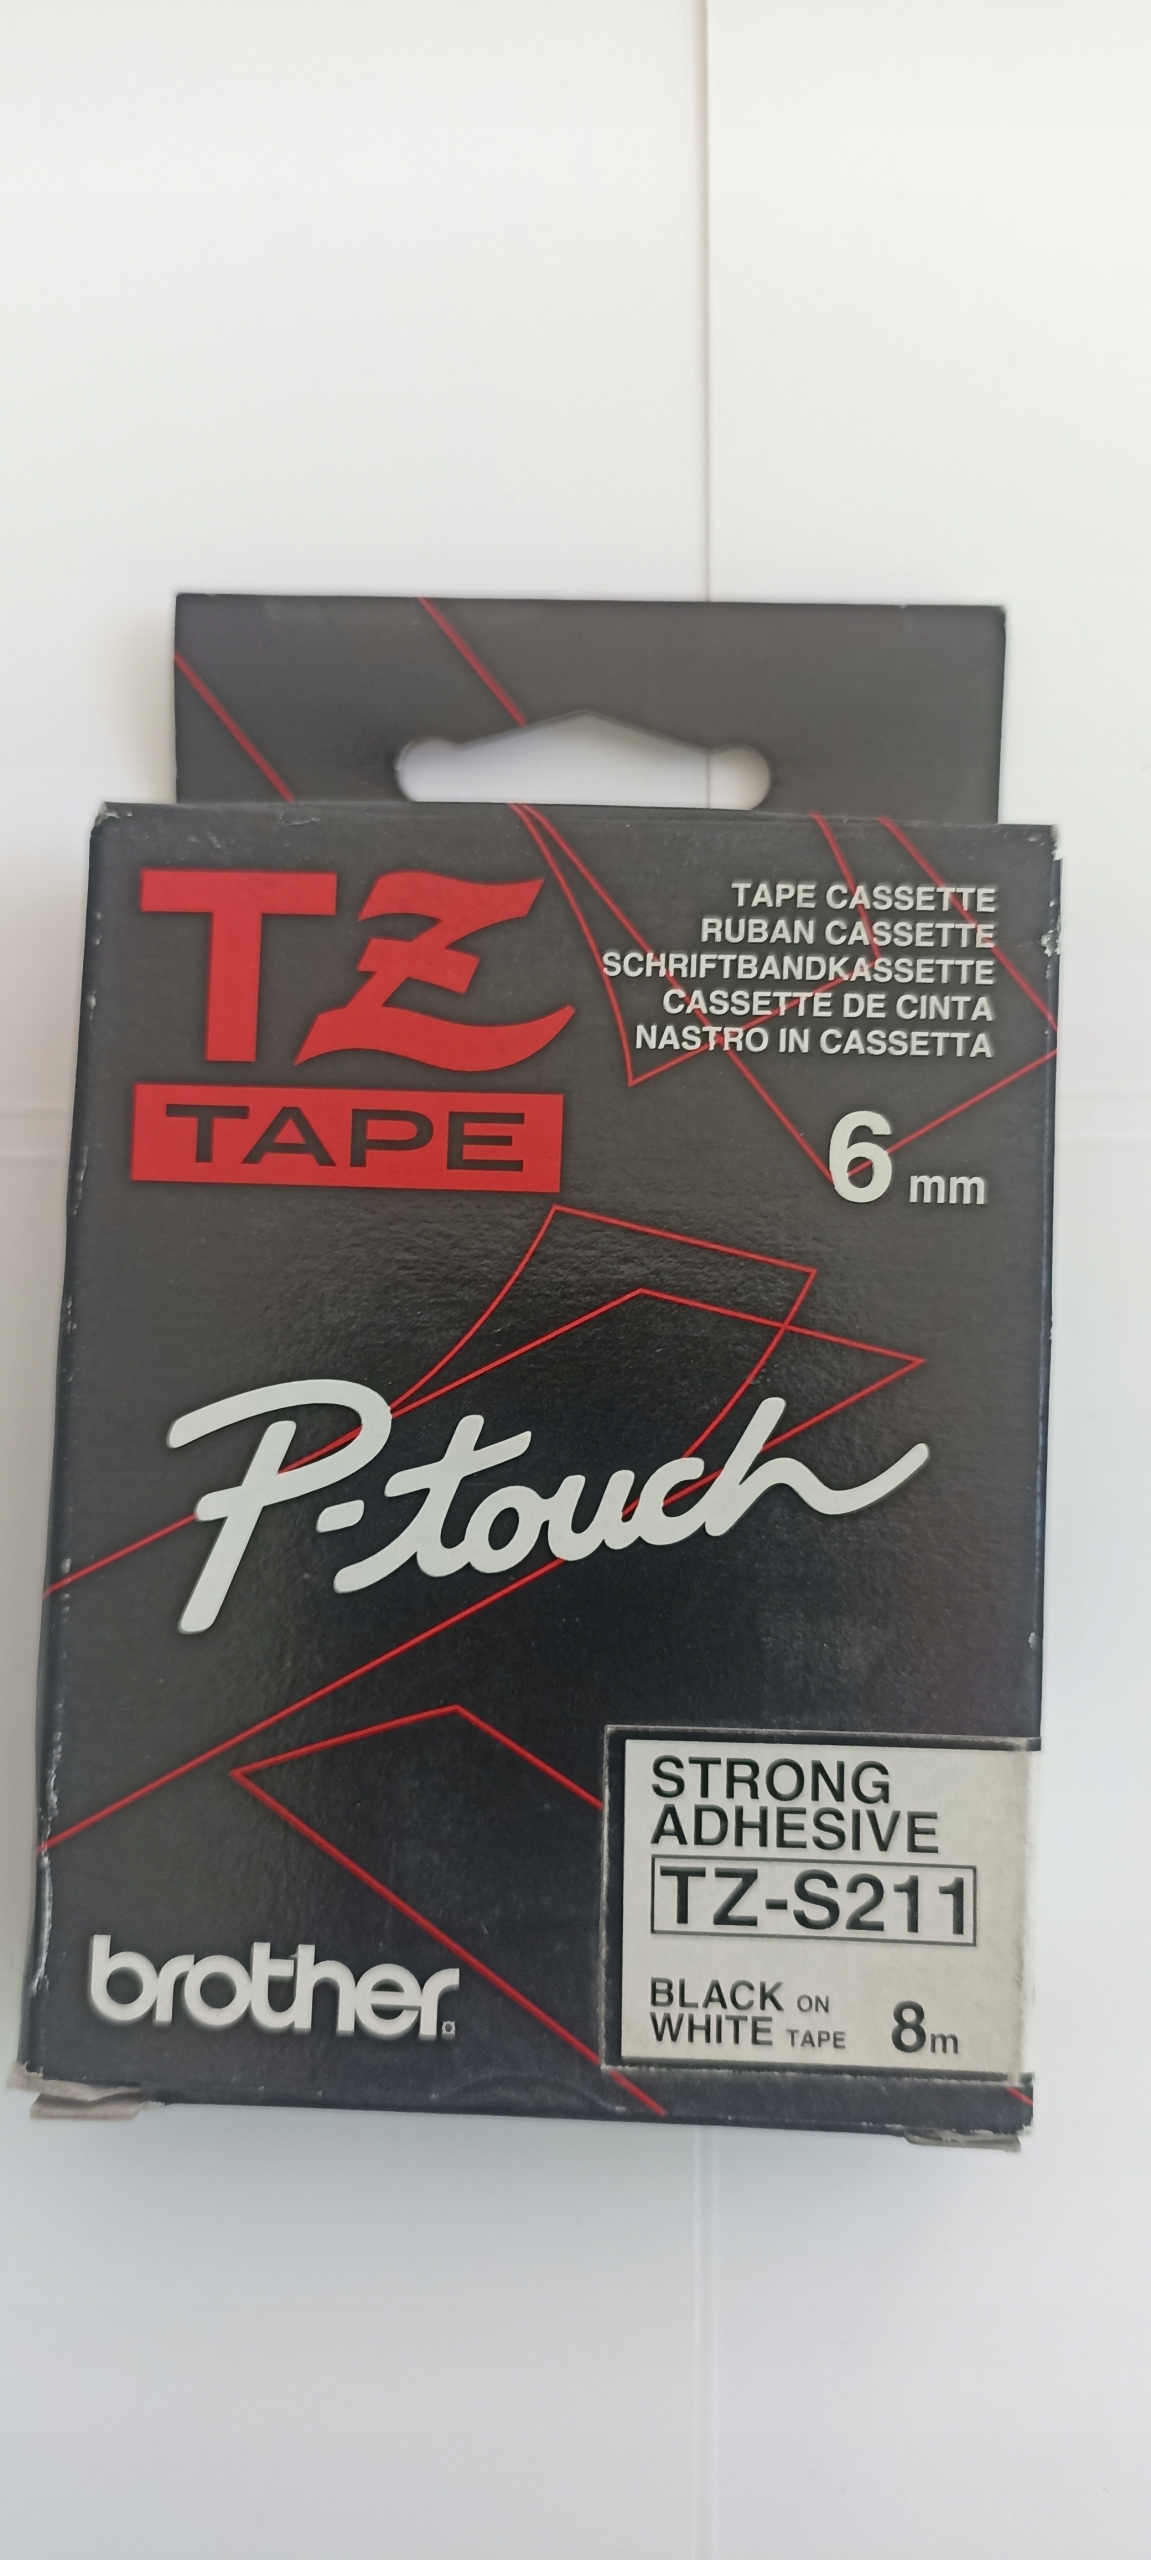 TZ
TAPE
TAPE CASSETTE
RUBAN CASSETTE
SCHRIFTBANDKASSETTE
CASSETTE DE CINTA
NASTRO IN CASSETTA
6 mm
P-touch
STRONG
ADHESIVE
TZ-S211
BLACK ON
WHITE TAPE 8m
brother